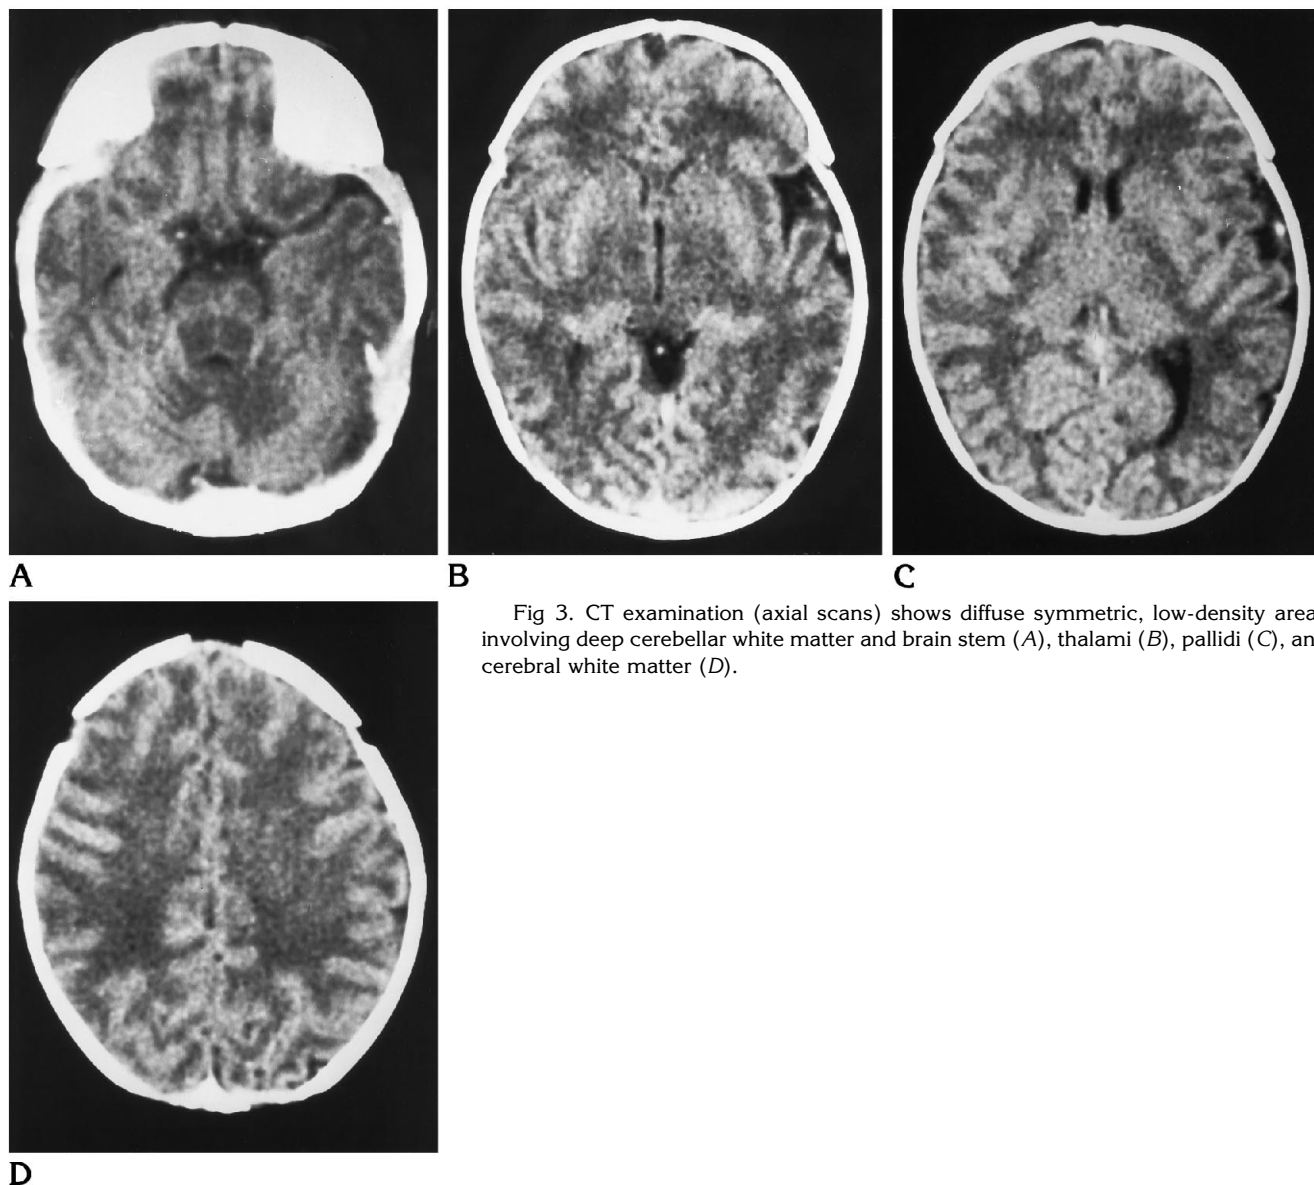 A
B
C
Fig 3. CT examination (axial scans) shows diffuse symmetric, low-density area
involving deep cerebellar white matter and brain stem (A), thalami (B), pallidi (C), an
cerebral white matter (D).
D